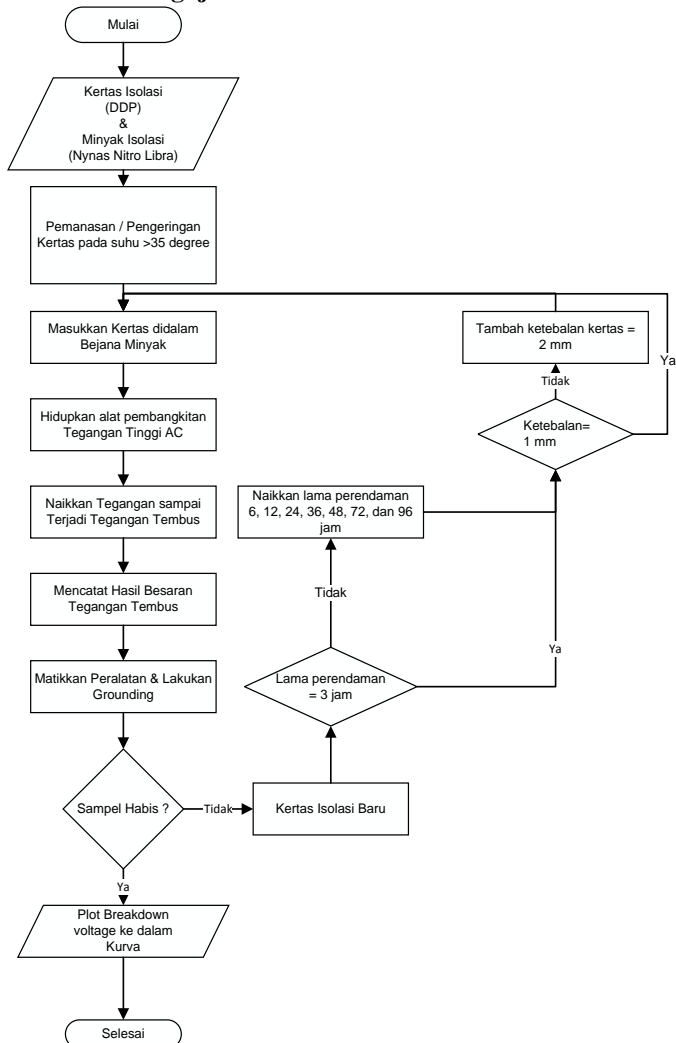 Mulai
Kertas Isolasi
(DDP)
&
Minyak Isolasi
(Nynas Nitro Libra)
Pemanasan / Pengeringan
Kertas pada suhu >35 degree
Masukkan Kertas didalam
Bejana Minyak
Tambah ketebalan kertas =
2 mm
Ya
Tidak
Hidupkan alat pembangkitan
Tegangan Tinggi AC
Ketebalan=
1 mm
Naikkan Tegangan sampai
Terjadi Tegangan Tembus
Naikkan lama perendaman
6, 12, 24, 36, 48, 72, dan 96
jam
Mencatat Hasil Besaran
Tegangan Tembus
Tidak
Ya
Matikkan Peralatan & Lakukan
Grounding
Lama perendaman
= 3 jam
Sampel Habis ?
Tidak
Kertas Isolasi Baru
Ya
Plot Breakdown
voltage ke dalam
Kurva
Selesai